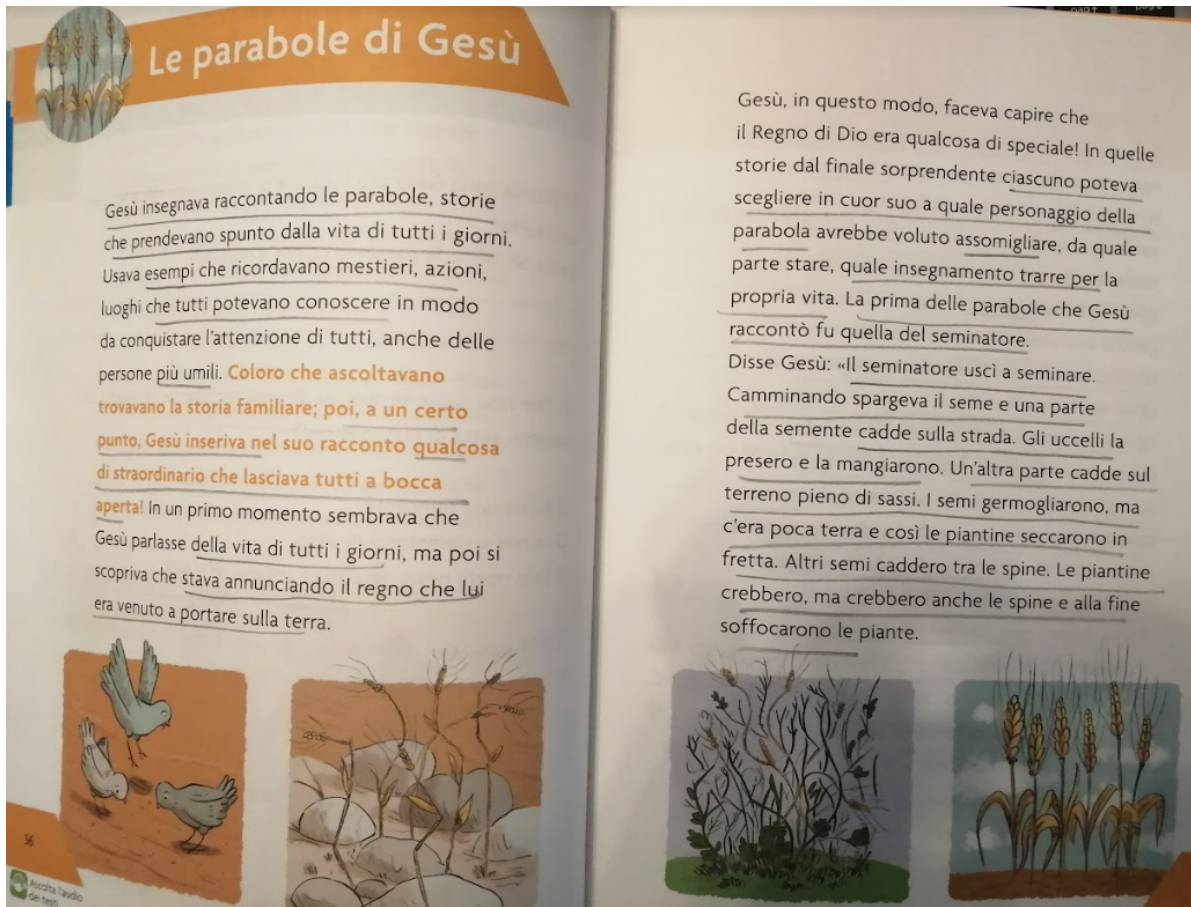 Le parabole di Gesù
Gesù insegnava raccontando le parabole, storie
che prendevano spunto dalla vita di tutti i giorni.
Usava esempi che ricordavano mestieri, azioni,
luoghi che tutti potevano conoscere in modo
da conquistare l'attenzione di tutti, anche delle
persone più umili. Coloro che ascoltavano
trovavano la storia familiare; poi, a un certo
punto, Gesù inseriva nel suo racconto qualcosa
di straordinario che lasciava tutti a bocca
aperta! In un primo momento sembrava che
Gesù parlasse della vita di tutti i giorni, ma poi si
scopriva che stava annunciando il regno che lui
era venuto a portare sulla terra.
36
Ascolta l'audio
dei testi
Gesù, in questo modo, faceva capire che
il Regno di Dio era qualcosa di speciale! In quelle
storie dal finale sorprendente ciascuno poteva
scegliere in cuor suo a quale personaggio della
parabola avrebbe voluto assomigliare, da quale
parte stare, quale insegnamento trarre per la
propria vita. La prima delle parabole che Gesù
raccontò fu quella del seminatore.
Disse Gesù: «Il seminatore uscì a seminare.
Camminando spargeva il seme e una parte
della semente cadde sulla strada. Gli uccelli la
presero e la mangiarono. Un'altra parte cadde sul
terreno pieno di sassi. I semi germogliarono, ma
c'era poca terra e così le piantine seccarono in
fretta. Altri semi caddero tra le spine. Le piantine
crebbero, ma crebbero anche le spine e alla fine
soffocarono le piante.